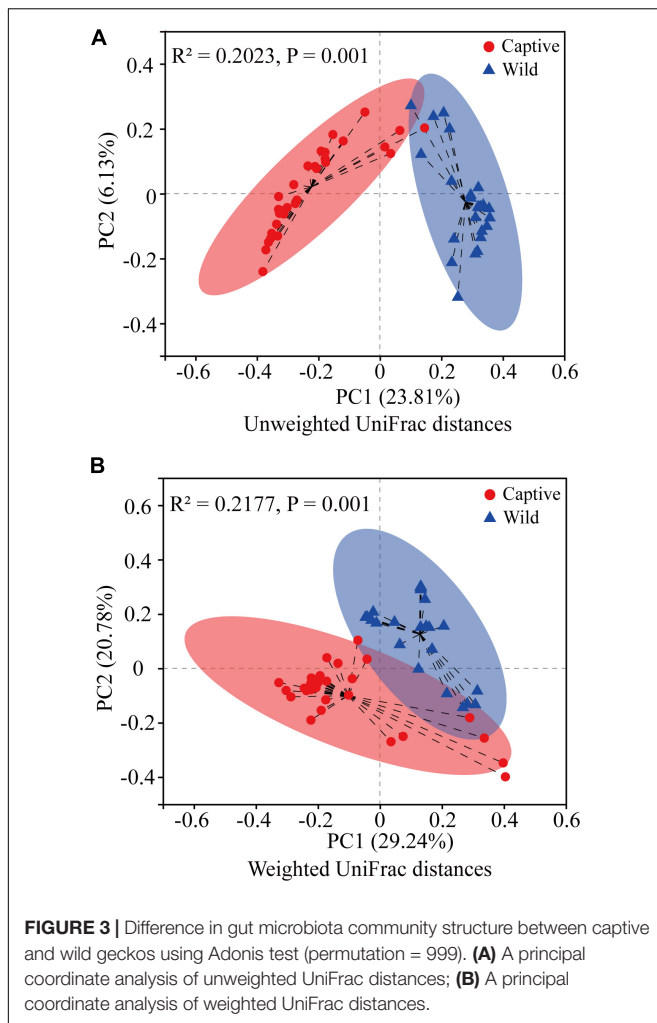 A
R² = 0.2023, P = 0.001
Captive
Wild
0.4
0.2
0
-0.2
-0.4
PC2 (6.13%)
-0.6 -0.4 -0.2 0 0.2 0.4 0.6
PC1 (23.81%)
Unweighted UniFrac distances
B
R² = 0.2177, P = 0.001
Captive
Wild
0.6
0.4
0.2
0
-0.2
-0.4
PC2 (20.78%)
-0.6 -0.4 -0.2 0 0.2 0.4 0.6
PC1 (29.24%)
Weighted UniFrac distances
FIGURE 3 | Difference in gut microbiota community structure between captive
and wild geckos using Adonis test (permutation = 999). (A) A principal
coordinate analysis of unweighted UniFrac distances; (B) A principal
coordinate analysis of weighted UniFrac distances.